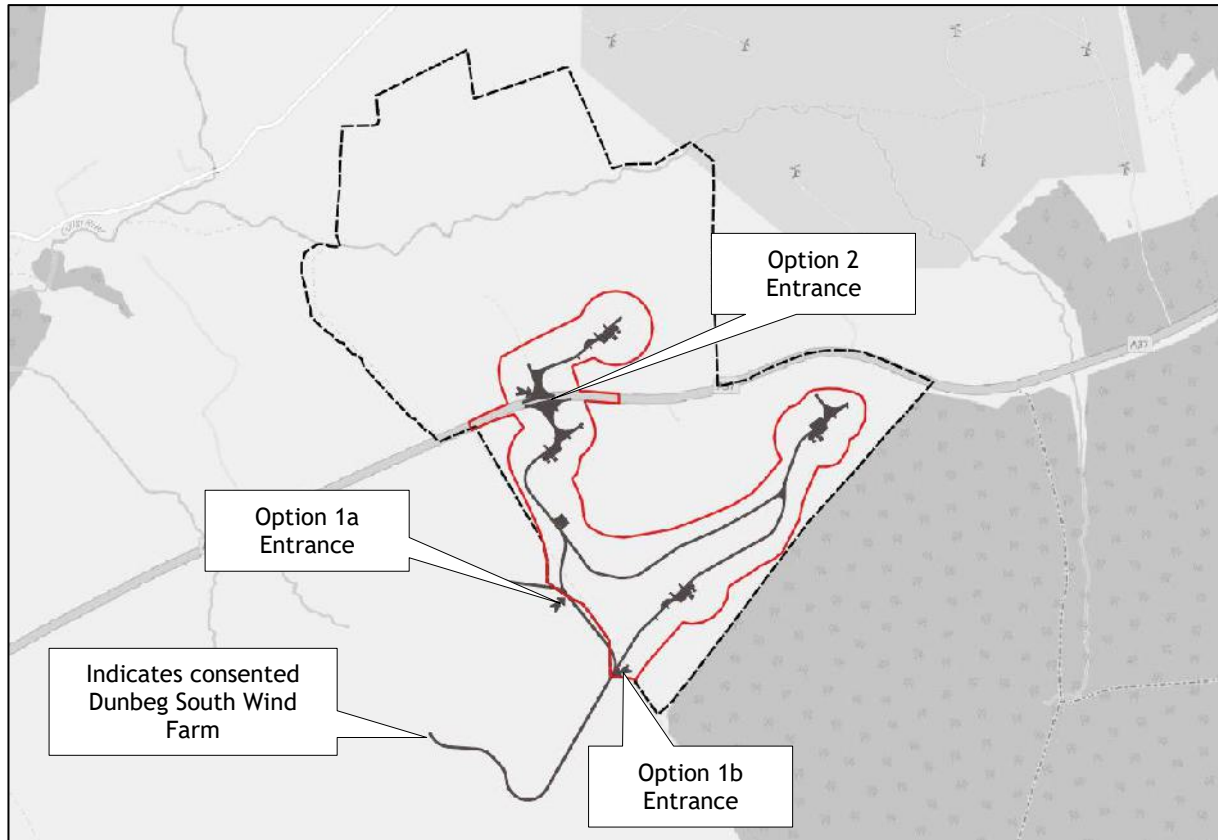 Option 2
Entrance
A37
Option 1a
Entrance
Indicates consented
Dunbeg South Wind
Farm
Option 1b
Entrance